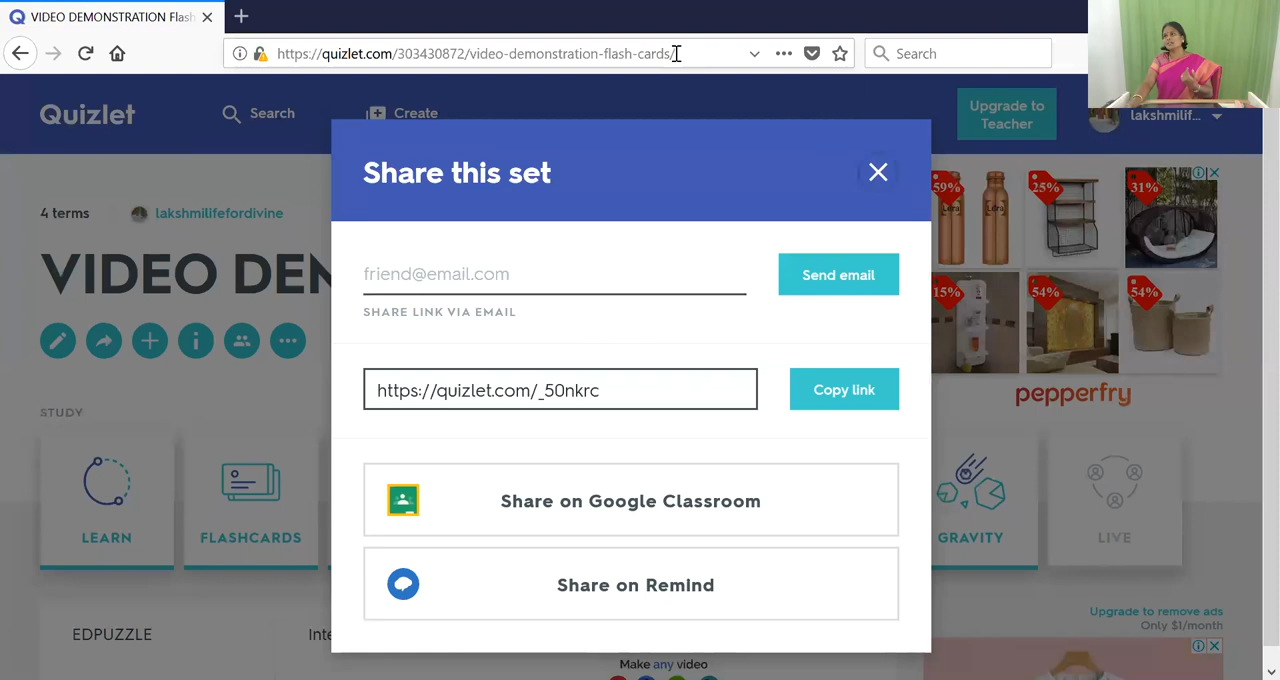 VIDEO DEMONSTRATION Flash
https://quizlet.com/303430872/video-demonstration-flash-cards/
Search
Quizlet
Search
Create
Upgrade to
Teacher
lakshmilif...
Share this set
4 terms
lakshmilifefordivine
VIDEO DEM
friend@email.com
Send email
SHARE LINK VIA EMAIL
https://quizlet.com/_50nkrc
Copy link
59%
25%
31%
15%
54%
54%
pepperfry
STUDY
Share on Google Classroom
LEARN
FLASHCARDS
GRAVITY
LIVE
Share on Remind
Upgrade to remove ads
Only $1/month
EDPUZZLE
Inte
Make any video